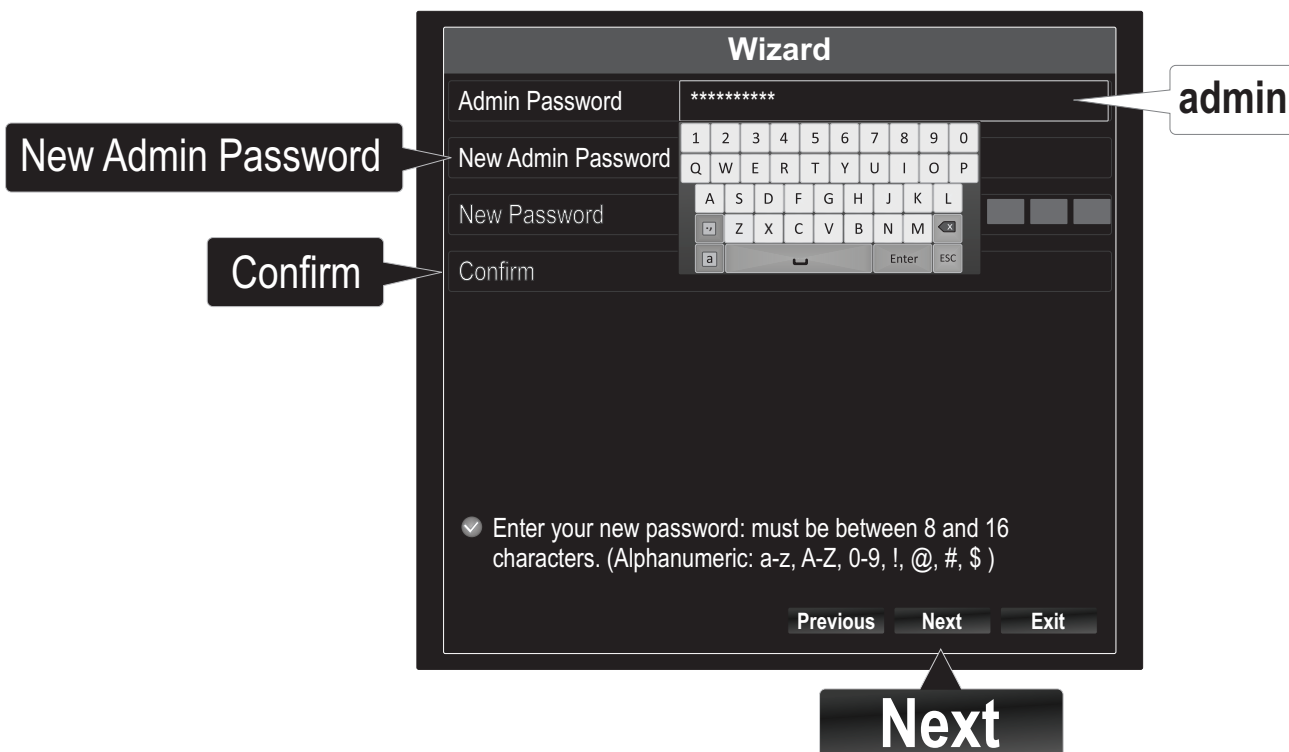 Wizard
Admin Password
**********
admin
New Admin Password
New Admin Password
1 2 3 4 5 6 7 8 9 0
Q W E R T Y U I O P
A S D F G H J K L
New Password
., Z X C V B N M X
a Enter ESC
Confirm
Confirm
Enter your new password: must be between 8 and 16
characters. (Alphanumeric: a-z, A-Z, 0-9, !, @, #, $ )
Previous Next Exit
Next